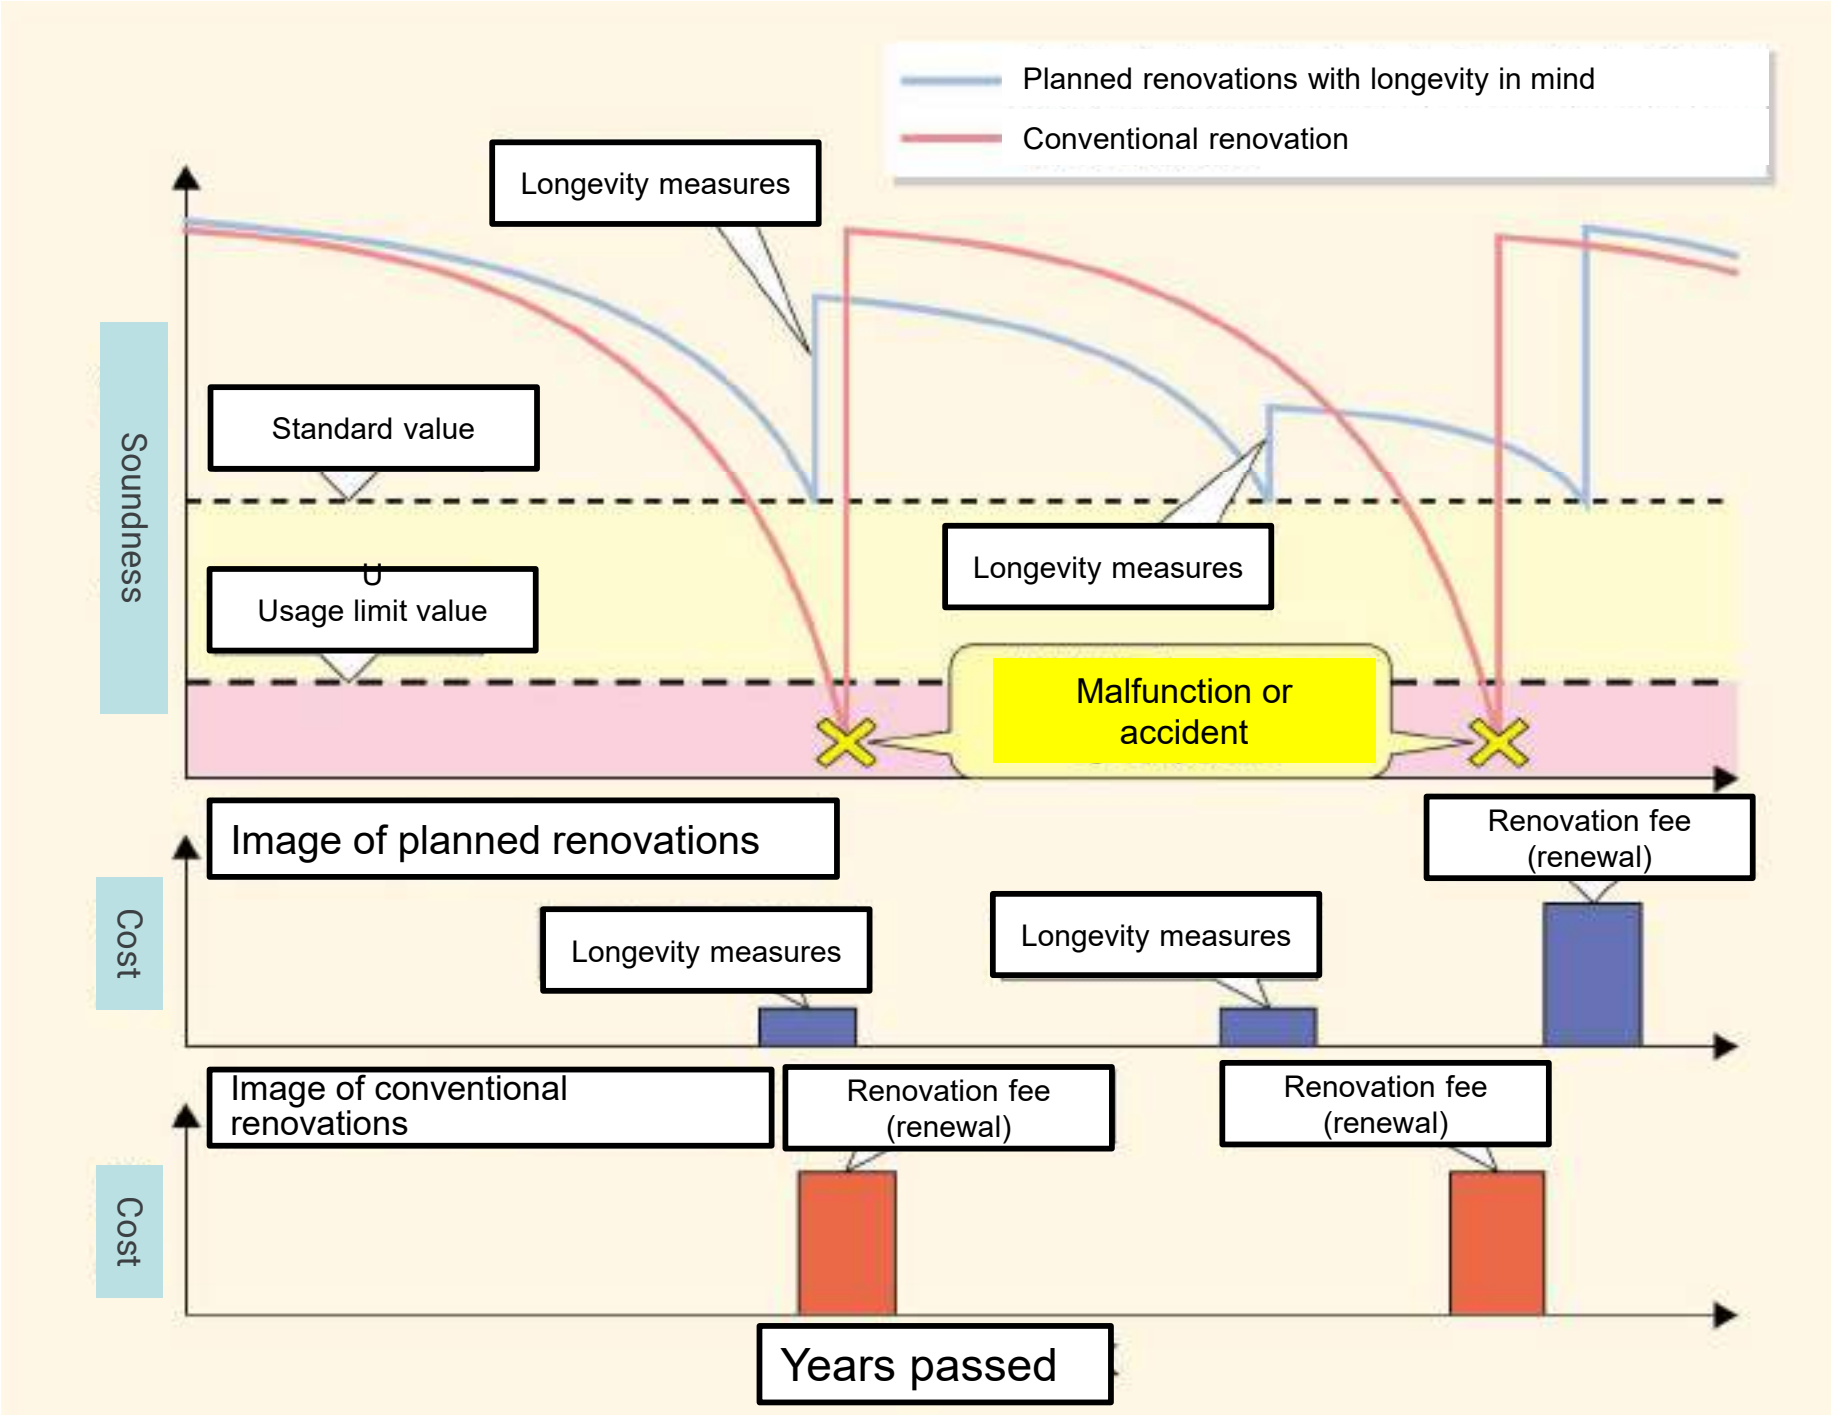 Planned renovations with longevity in mind
Conventional renovation
Longevity measures
Standard value
Soundness
U
Usage limit value
Longevity measures
Malfunction or
accident
Image of planned renovations
Renovation fee
(renewal)
Cost
Longevity measures
Longevity measures
Image of conventional
renovations
Renovation fee
(renewal)
Renovation fee
(renewal)
Cost
Years passed